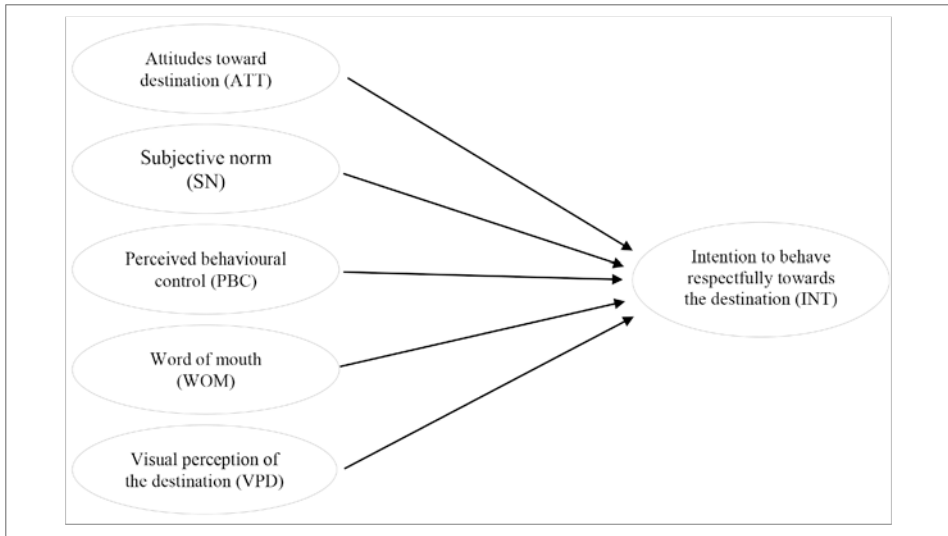 Attitudes toward
destination (ATT)
Subjective norm
(SN)
Perceived behavioural
control (PBC)
Word of mouth
(WOM)
Visual perception of
the destination (VPD)
Intention to behave
respectfully towards
the destination (INT)